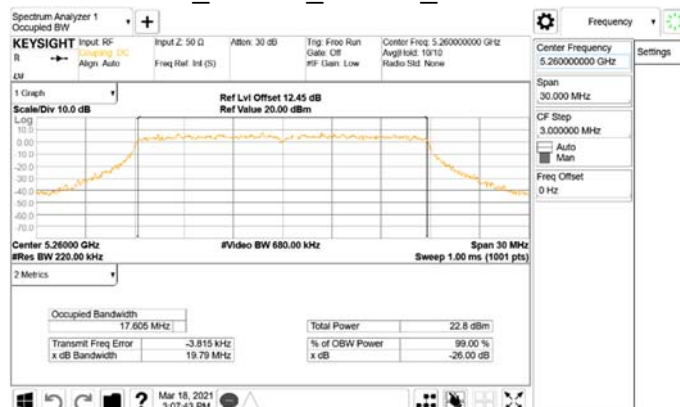 Spectrum Analyzer 1
Occupied BW
Frequency
KEYSIGHT
R
Input: RF
Coupling: DC
Align: Auto
Input Z: 50 Ω
Freq Ref: Int (S)
Atten: 30 dB
Trig: Free Run
Gate: Off
#IF Gain: Low
Center Freq: 5.260000000 GHz
Avg|Hold: 10/10
Radio Std: None
Center Frequency
5.260000000 GHz
Settings
Span
30.000 MHz
CF Step
3.000000 MHz
Auto
Man
Freq Offset
0 Hz
1 Graph
Scale/Div 10.0 dB
Ref Lvl Offset 12.45 dB
Ref Value 20.00 dBm
Log
10.0
0.00
-10.0
-20.0
-30.0
-40.0
-50.0
-60.0
-70.0
Center 5.26000 GHz
#Video BW 680.00 kHz
Span 30 MHz
#Res BW 220.00 kHz
Sweep 1.00 ms (1001 pts)
2 Metrics
Occupied Bandwidth
17.605 MHz
Total Power
22.8 dBm
Transmit Freq Error
-3.815 kHz
% of OBW Power
99.00 %
x dB Bandwidth
19.79 MHz
x dB
-26.00 dB
Mar 18, 2021
3:07:43 PM